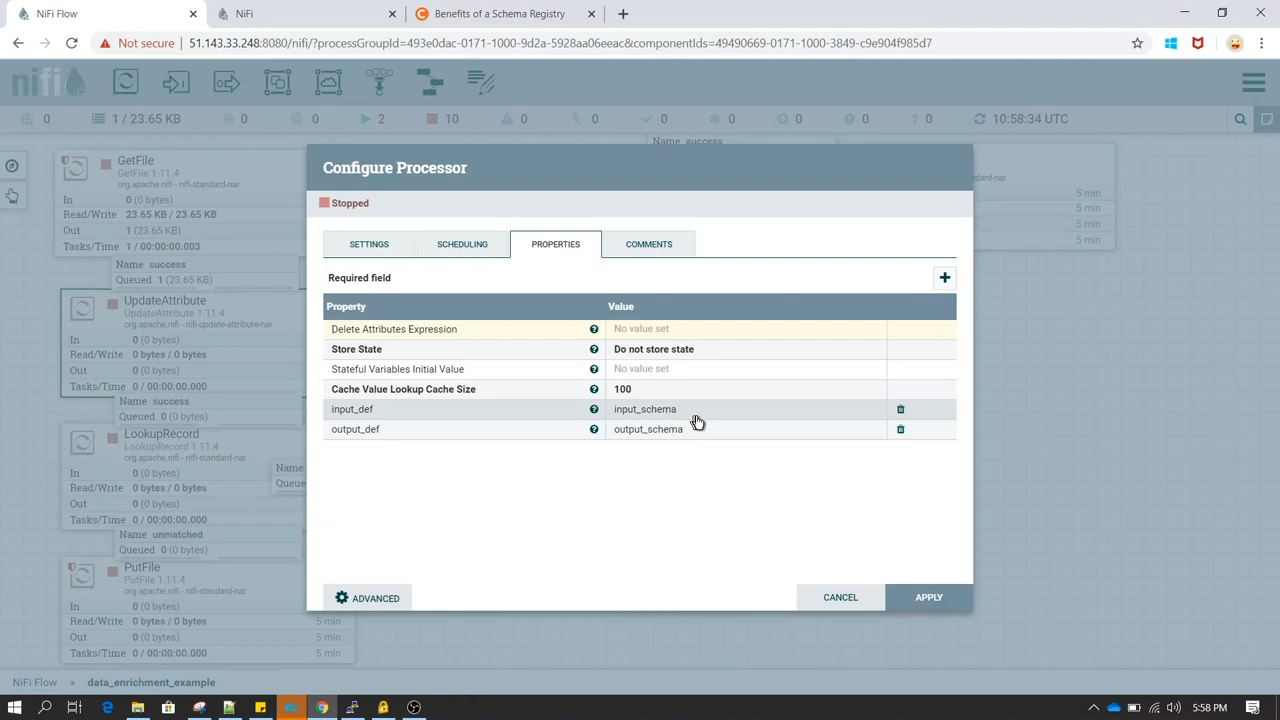 NiFi Flow
NiFi
Benefits of a Schema Registry
Not secure
51.143.33.248:8080/nifi/?processGroupId=493e0dac-0171-1000-9d2a-5928aa06eeac&componentIds=49490669-0171-1000-3849-c9e904f985d7
nifi
0
1 / 23.65 KB
0
0
2
10
0
0
0
0
0
0
0
10:58:34 UTC
Name success
GetFile
GetFile 1.11.4
org.apache.nifi - nifi-standard-nar
In 0 (0 bytes)
Read/Write 23.65 KB / 23.65 KB
Out 1 (23.65 KB)
Tasks/Time 1 / 00:00:00.003
Name success
Queued 1 (23.65 KB)
UpdateAttribute
UpdateAttribute 1.11.4
org.apache.nifi - nifi-update-attribute-nar
In 0 (0 bytes)
Read/Write 0 bytes / 0 bytes
Out 0 (0 bytes)
Tasks/Time 0 / 00:00:00.000
Name success
Queued 0 (0 bytes)
LookupRecord
LookupRecord 1.11.4
org.apache.nifi - nifi-standard-nar
In 0 (0 bytes)
Read/Write 0 bytes / 0 bytes
Out 0 (0 bytes)
Tasks/Time 0 / 00:00:00.000
Name
Queue
Name unmatched
Queued 0 (0 bytes)
PutFile
PutFile 1.11.4
org.apache.nifi - nifi-standard-nar
In 0 (0 bytes)
Read/Write 0 bytes / 0 bytes 5 min
Out 0 (0 bytes) 5 min
Tasks/Time 0 / 00:00:00.000 5 min
dard-nar
5 min
5 min
5 min
5 min
Configure Processor
Stopped
SETTINGS
SCHEDULING
PROPERTIES
COMMENTS
Required field
Property Value
Delete Attributes Expression No value set
Store State Do not store state
Stateful Variables Initial Value No value set
Cache Value Lookup Cache Size 100
input_def input_schema
output_def output_schema
ADVANCED
CANCEL
APPLY
NiFi Flow » data_enrichment_example
5:58 PM